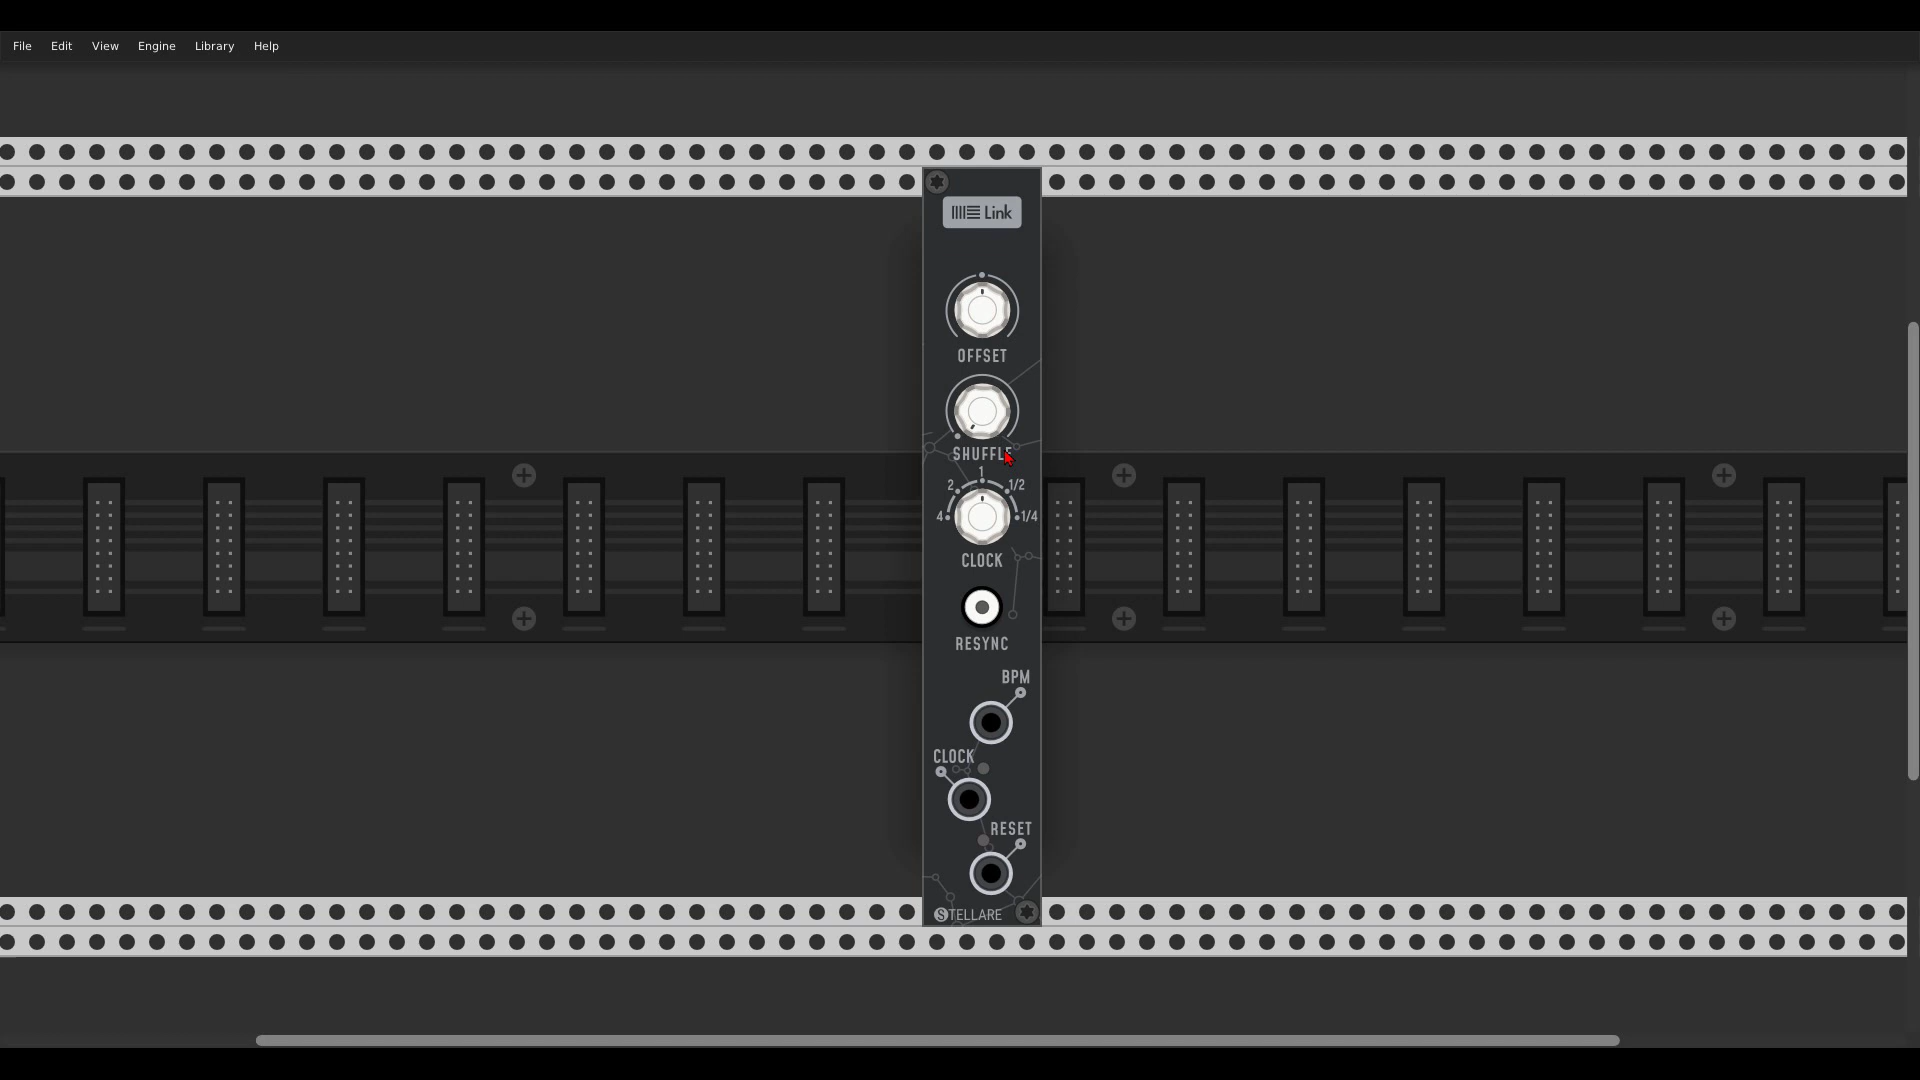 File Edit View Engine Library Help
Link
OFFSET
SHUFFLE
1
2 1/2
4 1/4
CLOCK
RESYNC
BPM
CLOCK
RESET
STELLARE